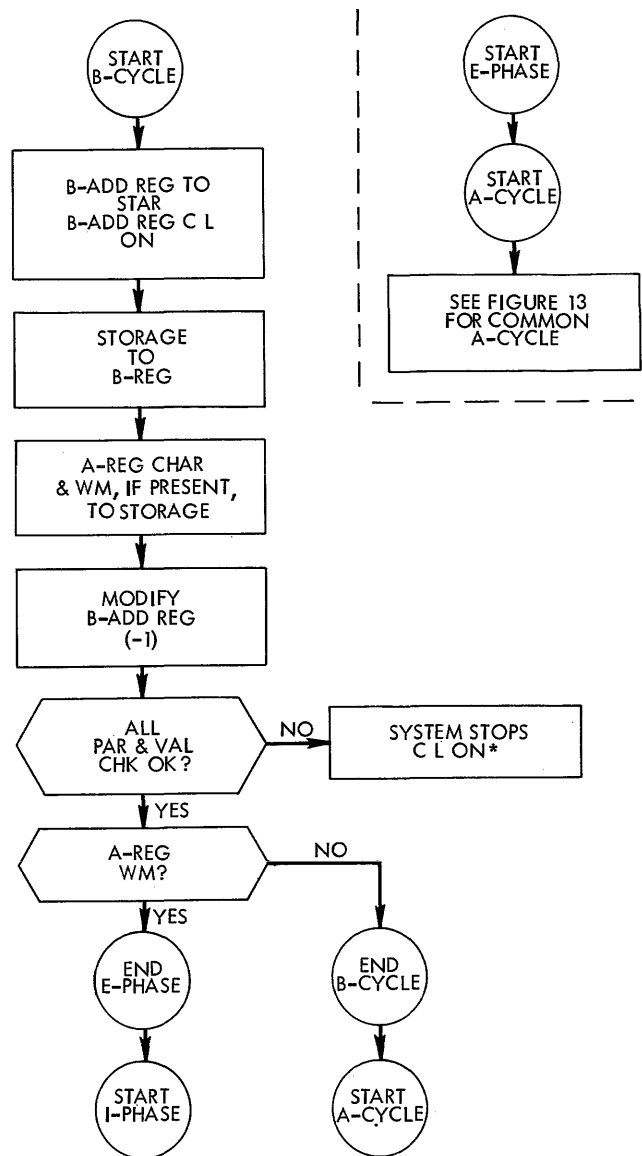 START
B-CYCLE
B-ADD REG TO
STAR
B-ADD REG C L
ON
STORAGE
TO
B-REG
A-REG CHAR
& WM, IF PRESENT,
TO STORAGE
MODIFY
B-ADD REG
(-1)
ALL
PAR & VAL
CHK OK?
NO
SYSTEM STOPS
C L ON*
YES
A-REG
WM?
NO
YES
END
E-PHASE
END
B-CYCLE
START
I-PHASE
START
A-CYCLE
START
E-PHASE
START
A-CYCLE
SEE FIGURE 13
FOR COMMON
A-CYCLE